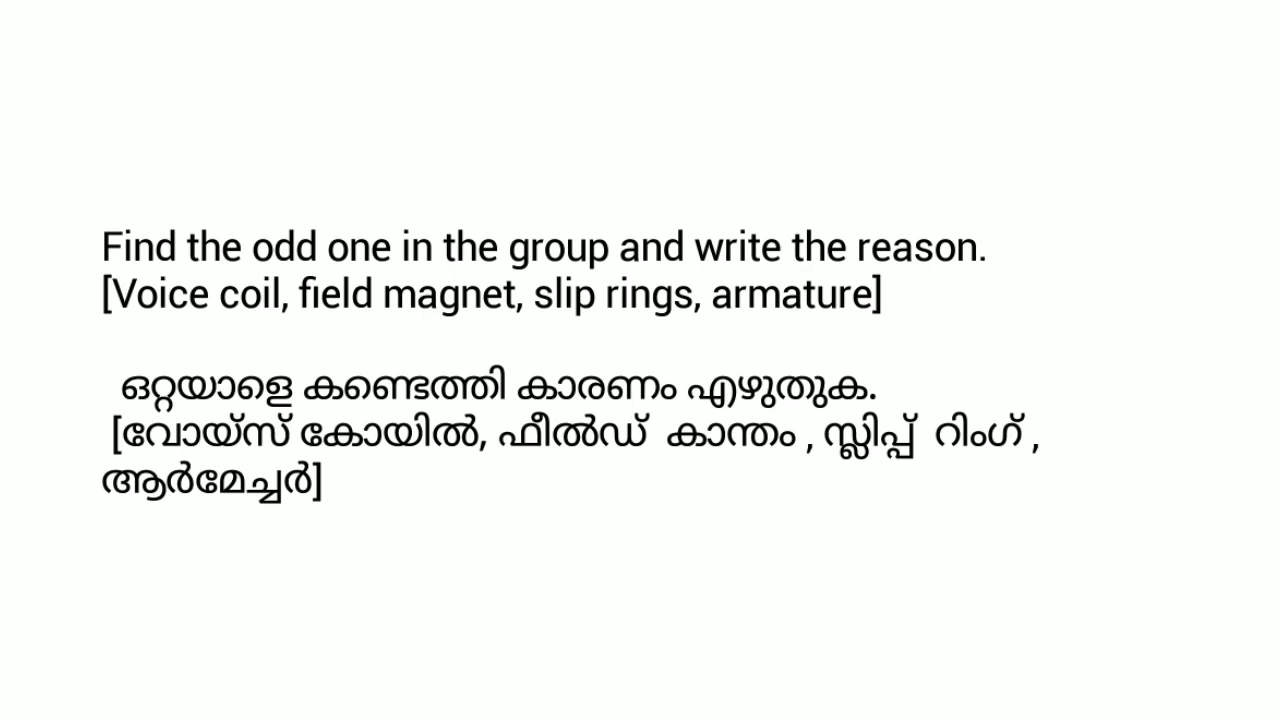 Find the odd one in the group and write the reason.
[Voice coil, field magnet, slip rings, armature]
ഒറ്റയാളെ കണ്ടെത്തി കാരണം എഴുതുക.
[വോയ്സ് കോയിൽ, ഫീൽഡ് കാന്തം , സ്ലിപ്പ് റിംഗ് ,
ആർമേച്ചർ]